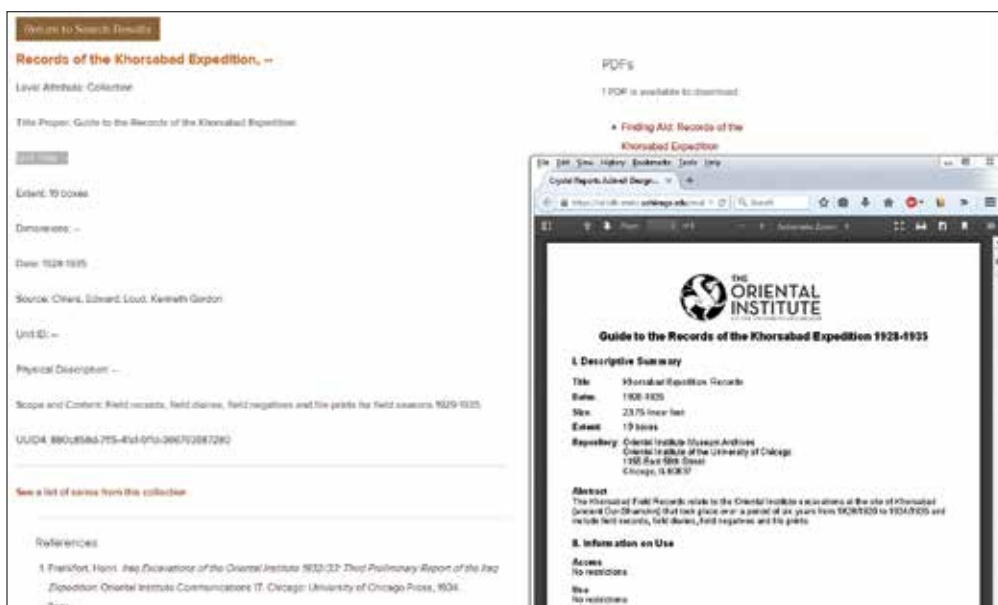 Return to Search Results
Records of the Khorsabad Expedition, --
Level Attribute: Collection
Title Proper: Guide to the Records of the Khorsabad Expedition
Extent: 19 boxes
Dimensions: --
Date: 1928-1935
Source: Chiera, Edward; Loud, Kenneth Gordon
Unit ID: --
Physical Description: --
Scope and Content: Field records, field diaries, field negatives and file prints for field seasons 1929-1935
UUID4:
See a list of series from this collection
References
1. Frankfort, Henri. Iraq Excavations of the Oriental Institute 1932/33: Third Preliminary Report of the Iraq
Expedition. Oriental Institute Communications 17. Chicago: University of Chicago Press, 1934.
PDFs
1 PDF is available to download
• Finding Aid: Records of the
Khorsabad Expedition
File Edit View History Bookmarks Tools Help
Crystal Reports ActiveX Design...
Search
Automatic Zoom
THE
ORIENTAL
INSTITUTE
Guide to the Records of the Khorsabad Expedition 1928-1935
I. Descriptive Summary
Title Khorsabad Expedition Records
Dates 1928-1935
Size 23.75 linear feet
Extent 19 boxes
Repository Oriental Institute Museum Archives
Oriental Institute of the University of Chicago
1155 East 58th Street
Chicago, IL 60637
Abstract
The Khorsabad Field Records relate to the Oriental Institute excavations at the site of Khorsabad
(ancient Dur-Sharrukin) that took place over a period of six years from 1928/1929 to 1934/1935 and
include field records, field diaries, field negatives and file prints.
II. Information on Use
Access
No restrictions
Use
No restrictions